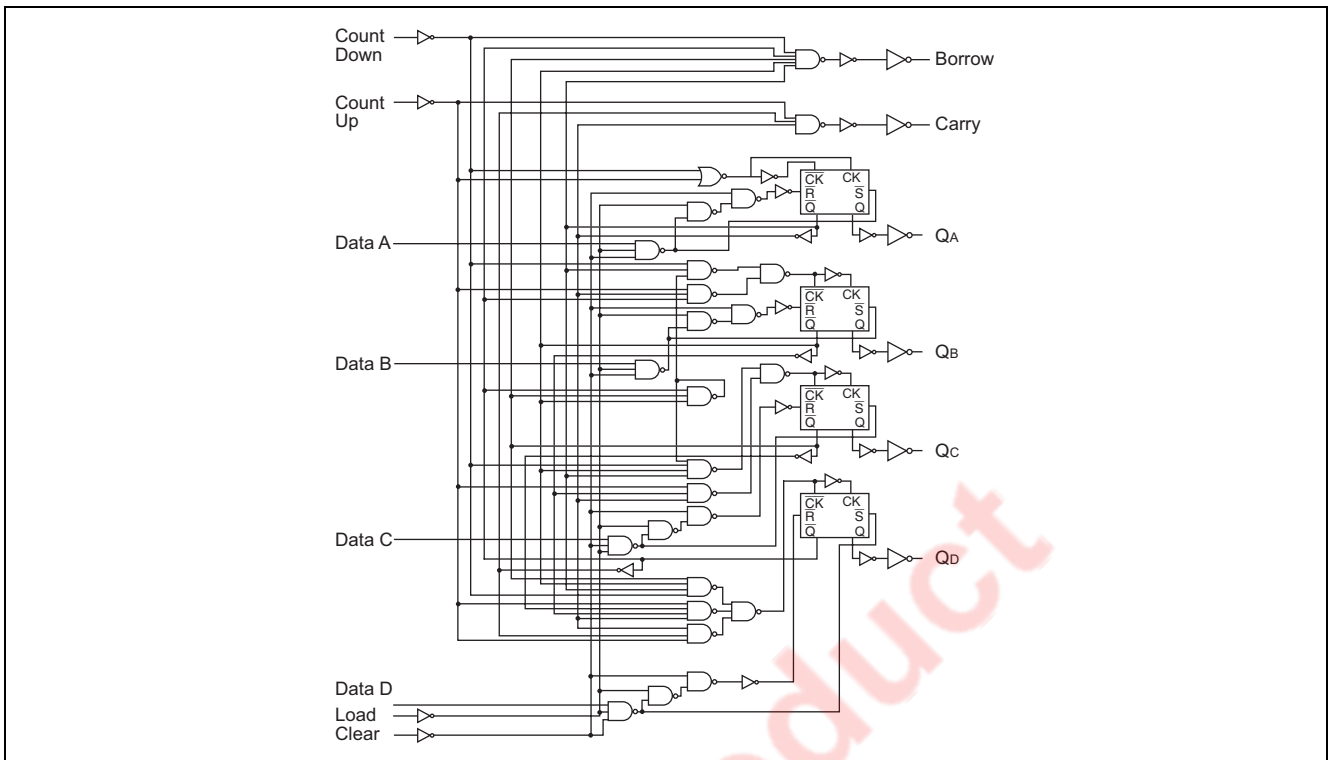 Count
Down
Borrow
Count
Up
Carry
CK CK
R S
Q Q
Data A
QA
CK CK
R S
Q Q
QB
Data B
CK CK
R S
Q Q
QC
CK CK
R S
Q Q
Data C
QD
Data D
Load
Clear